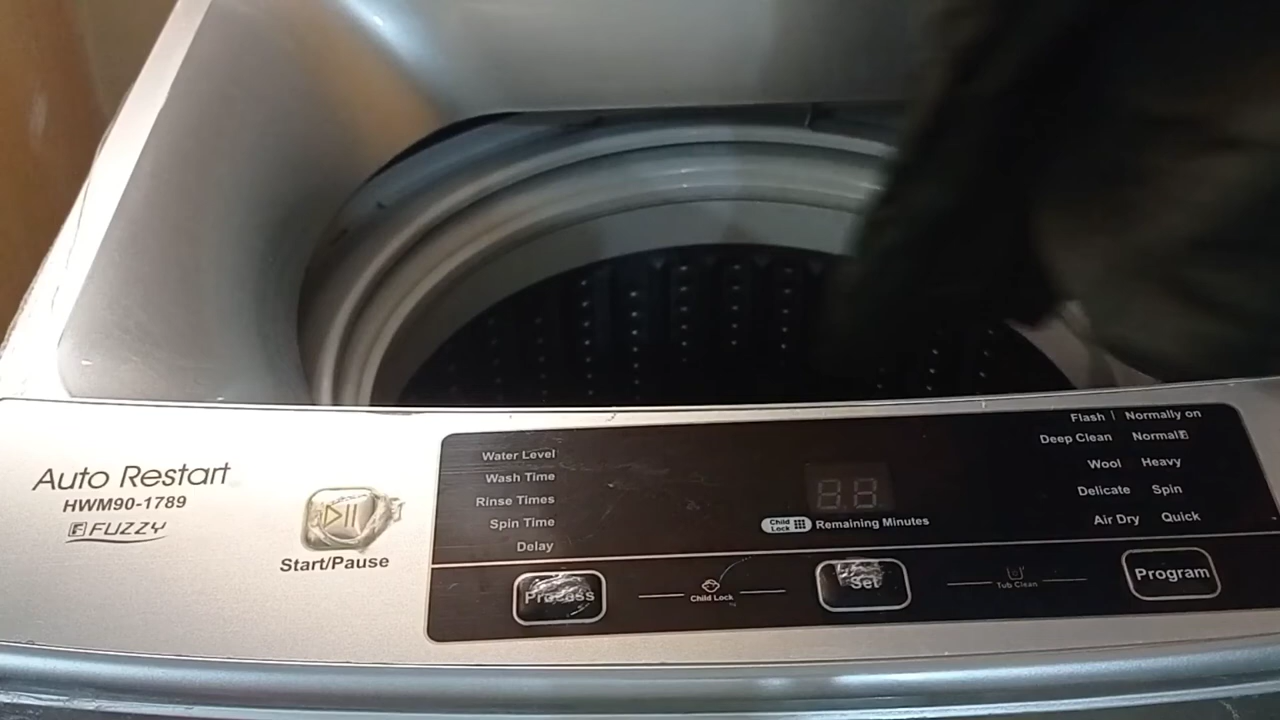 Auto Restart
HWM90-1789
F FUZZY
Start/Pause
Water Level
Wash Time
Rinse Times
Spin Time
Delay
Process
Child Lock
88
Child Lock Remaining Minutes
Set
Tub Clean
Flash Normally on
Deep Clean Normal F
Wool Heavy
Delicate Spin
Air Dry Quick
Program